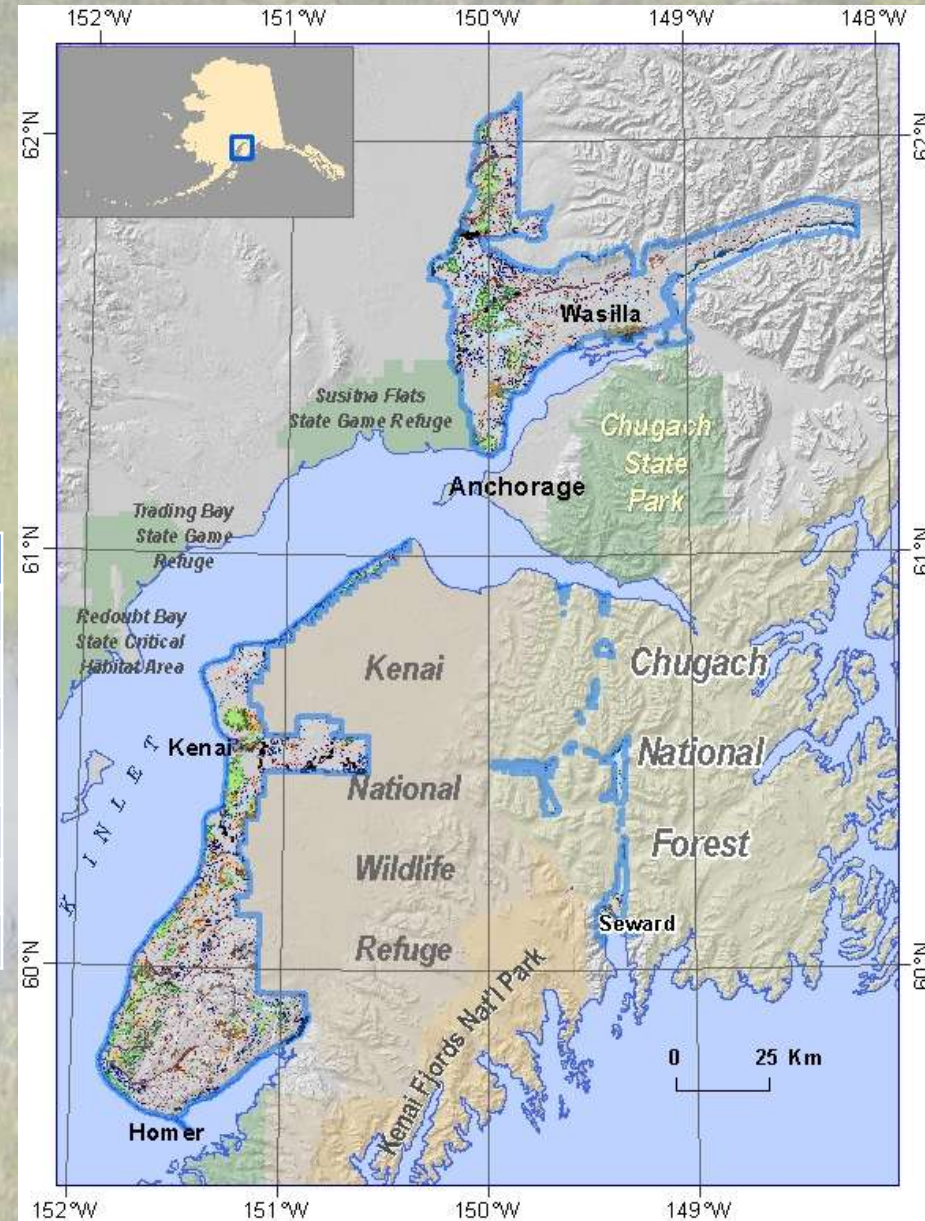 152°W 151°W 150°W 149°W 148°W
62°N
62°N
Wasilla
Susitna Flats
State Game Refuge
Chugach
State
Park
Anchorage
Trading Bay
State Game
Refuge
61°N
61°N
Redoubt Bay
State Critical
Habitat Area
Kenai
Chugach
Kenai
National
National
K INLET
Wildlife
Forest
Refuge
Seward
60°N
60°N
Kenai Fjords Nat'l Park
0 25 Km
Homer
152°W 151°W 150°W 149°W